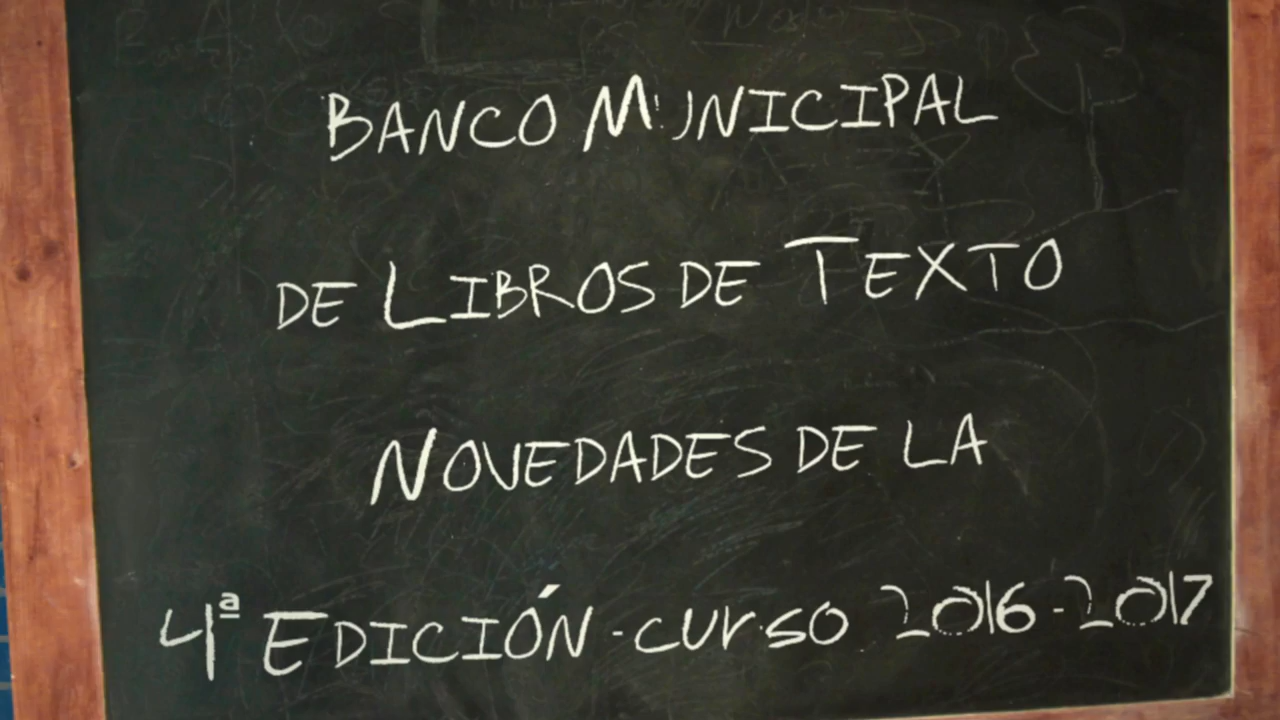 BANCO MUNICIPAL
DE LIBROS DE TEXTO
NOVEDADES DE LA
4ª EDICIÓN-curso 2016-2017